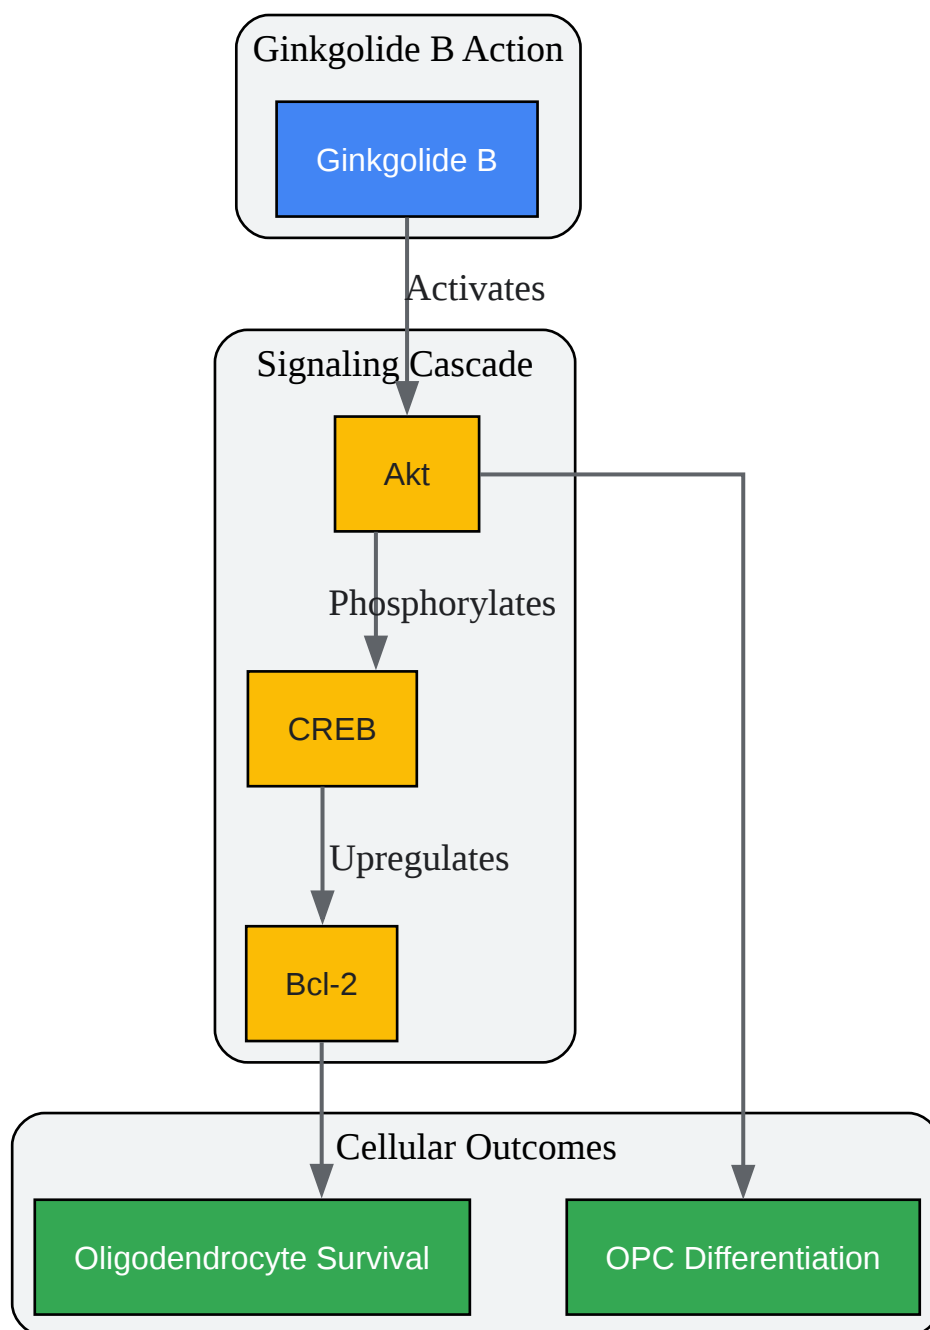 Ginkgolide B Action
Ginkgolide B
Activates
Signaling Cascade
Akt
Phosphorylates
CREB
Upregulates
Bcl-2
Cellular Outcomes
Oligodendrocyte Survival
OPC Differentiation